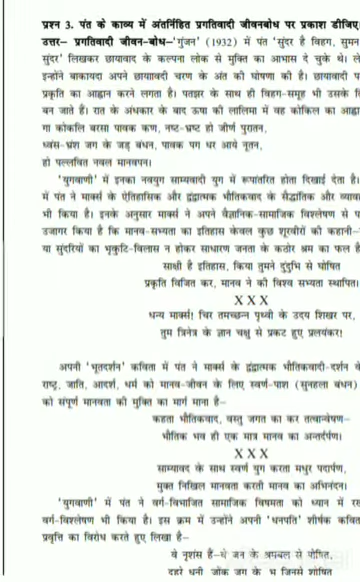 प्रश्न 3. पंत के काव्य में अंतर्निहित प्रगतिवादी जीवनबोध पर प्रकाश डीजिए।
उत्तर– प्रगतिवादी जीवन-बोध–'गुंजन' (1932) में पंत 'सुंदर है विहग, सुमन
सुंदर' लिखकर छायावाद के कल्पना लोक से मुक्ति का आभास दे चुके थे। ले
इन्होंने बाकायदा अपने छायावादी चरण के अंत की घोषणा की है। छायावादी प
प्रकृति का आह्वान करने लगता है। पतझर के साथ ही विहग-समूह भी उसके लि
बन जाते हैं। रात के अंधकार के बाद ऊषा की लालिमा में वह कोकिल का आह्वा
गा कोकलि बरसा पावक कण, नष्ट-भ्रष्ट हो जीर्ण पुरातन,
ध्वंस-भ्रंश जग के जड़ बंधन, पावक पग धर आये नूतन,
हो पल्लवित नवल मानवपन।
'युगवाणी' में इनका नवयुग साम्यवादी युग में रूपांतरित होता दिखाई देता है।
में पंत ने मार्क्स के ऐतिहासिक और द्वंद्वात्मक भौतिकवाद के सैद्धांतिक और व्याव
भी किया है। इनके अनुसार मार्क्स ने अपने वैज्ञानिक-सामाजिक विश्लेषण से प
उजागर किया है कि मानव-सभ्यता का इतिहास केवल कुछ शूरवीरों की कहानी–
या सुंदरियों का भृकुटि-विलास न होकर साधारण जनता के कठोर श्रम का फल है
साक्षी है इतिहास, किया तुमने दुंदुभि से घोषित
प्रकृति विजित कर, मानव ने की विश्व सभ्यता स्थापित।
X X X
धन्य मार्क्स! चिर तमच्छन्न पृथ्वी के उदय शिखर पर,
तुम त्रिनेत्र के ज्ञान चक्षु से प्रकट हुए प्रलयंकर!
अपनी 'भूतदर्शन' कविता में पंत ने मार्क्स के द्वंद्वात्मक भौतिकवादी-दर्शन क
राष्ट्र, जाति, आदर्श, धर्म को मानव-जीवन के लिए स्वर्ण-पाश (सुनहला बंधन)
को संपूर्ण मानवता की मुक्ति का मार्ग माना है–
कहता भौतिकवाद, वस्तु जगत का कर तत्वान्वेषण–
भौतिक भव ही एक मात्र मानव का अन्तर्दर्पण।
X X X
साम्यवाद के साथ स्वर्ण युग करता मधुर पदार्पण,
मुक्त निखिल मानवता करती मानव का अभिनंदन।
'युगवाणी' में पंत ने वर्ग-विभाजित सामाजिक विषमता को ध्यान में रख
वर्ग-विश्लेषण भी किया है। इस क्रम में उन्होंने अपनी 'धनपति' शीर्षक कवित
प्रवृत्ति का विरोध करते हुए लिखा है–
वे नृशंस हैं–वे जन के श्रमबल से पोषित,
दुहरे धनी, जोंक जग के, भू जिनसे शोषित